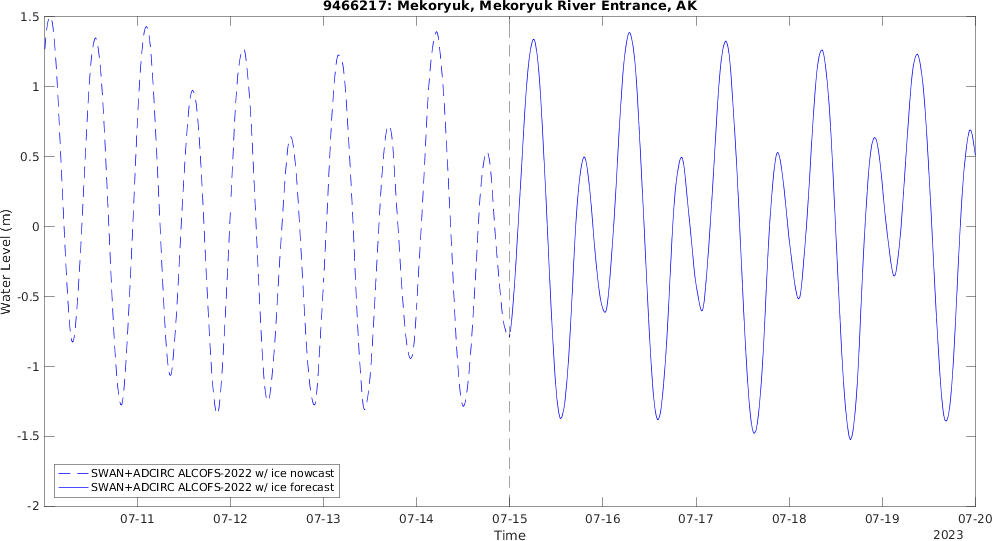 9466217: Mekoryuk, Mekoryuk River Entrance, AK
1.5
1
0.5
0
-0.5
-1
-1.5
-2
Water Level (m)
SWAN+ADCIRC ALCOFS-2022 w/ ice nowcast
SWAN+ADCIRC ALCOFS-2022 w/ ice forecast
07-11 07-12 07-13 07-14 07-15 07-16 07-17 07-18 07-19 07-20
Time
2023